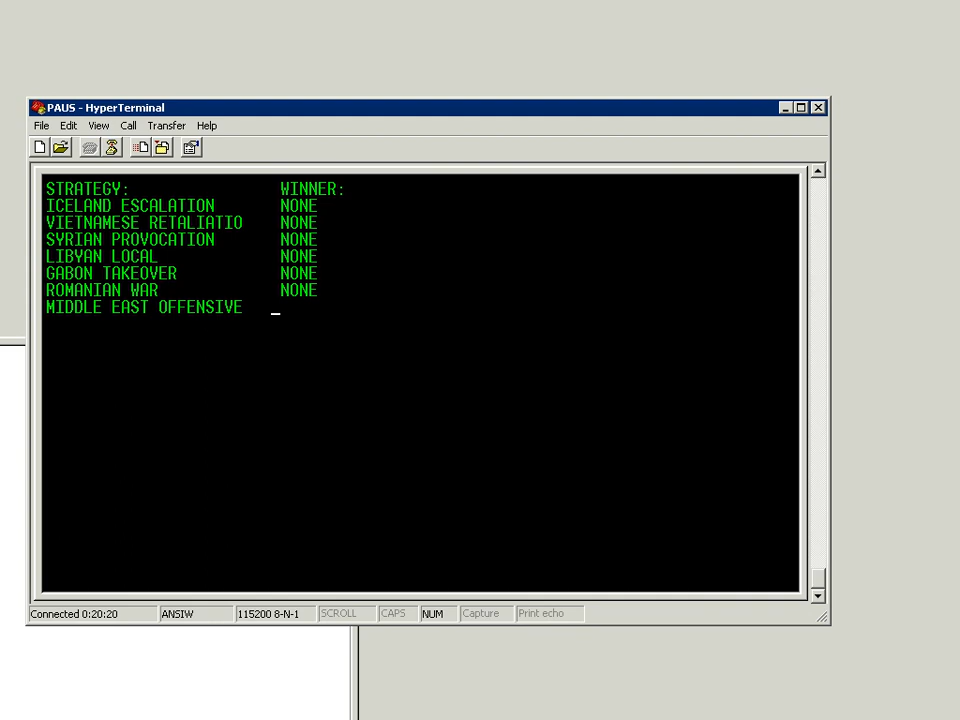 PAUS - HyperTerminal
File Edit View Call Transfer Help
STRATEGY: WINNER:
ICELAND ESCALATION NONE
VIETNAMESE RETALIATIO NONE
SYRIAN PROVOCATION NONE
LIBYAN LOCAL NONE
GABON TAKEOVER NONE
ROMANIAN WAR NONE
MIDDLE EAST OFFENSIVE _
Connected 0:20:20 ANSIW 115200 8-N-1 SCROLL CAPS NUM Capture Print echo